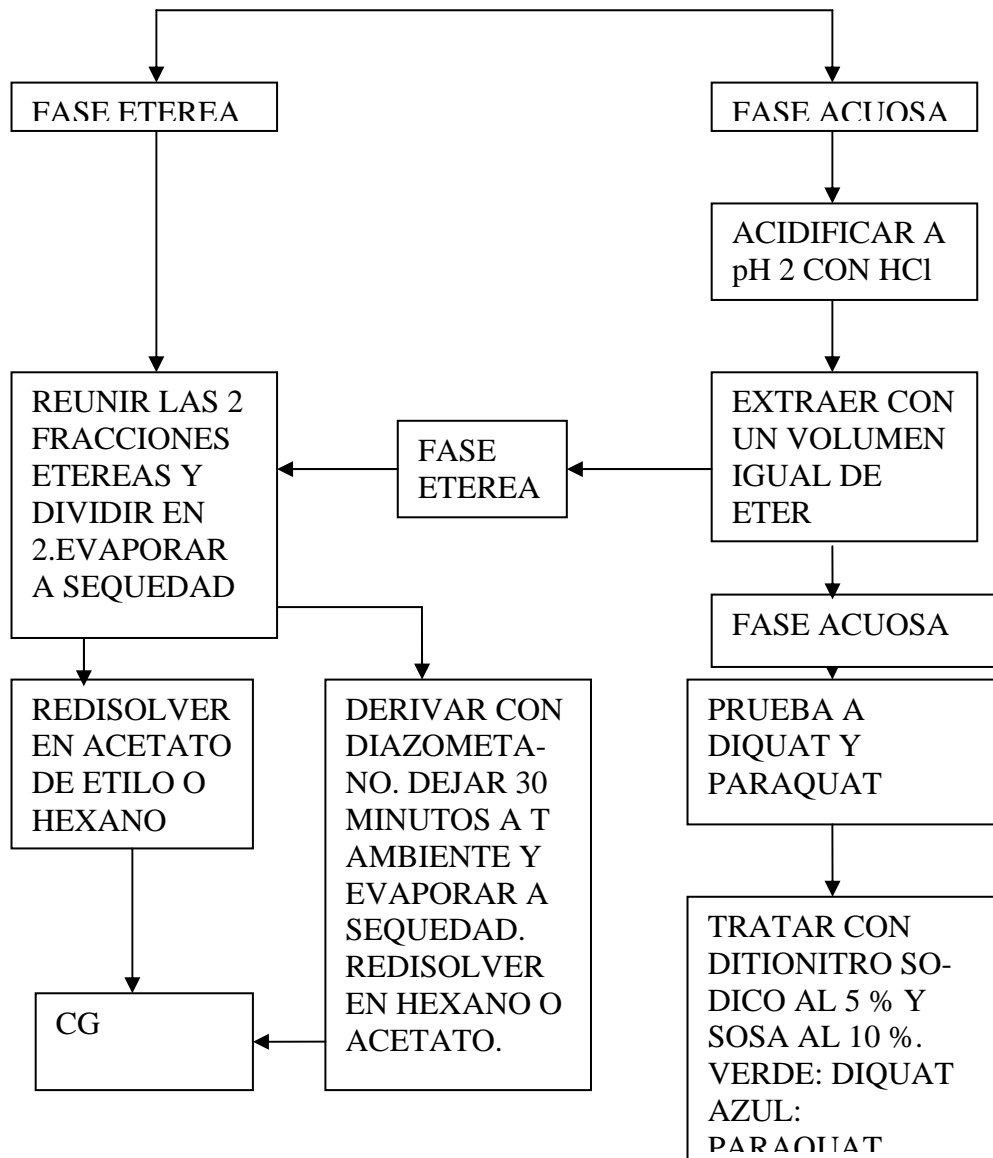 FASE ETEREA
FASE ACUOSA
ACIDIFICAR A
pH 2 CON HCl
REUNIR LAS 2
FRACCIONES
ETEREAS Y
DIVIDIR EN
2.EVAPORAR
A SEQUEDAD
FASE
ETEREA
EXTRAER CON
UN VOLUMEN
IGUAL DE
ETER
FASE ACUOSA
REDISOLVER
EN ACETATO
DE ETILO O
HEXANO
DERIVAR CON
DIAZOMETA-
NO. DEJAR 30
MINUTOS A T
AMBIENTE Y
EVAPORAR A
SEQUEDAD.
REDISOLVER
EN HEXANO O
ACETATO.
PRUEBA A
DIQUAT Y
PARAQUAT
CG
TRATAR CON
DITIONITRO SO-
DICO AL 5 % Y
SOSA AL 10 %.
VERDE: DIQUAT
AZUL:
PARAQUAT